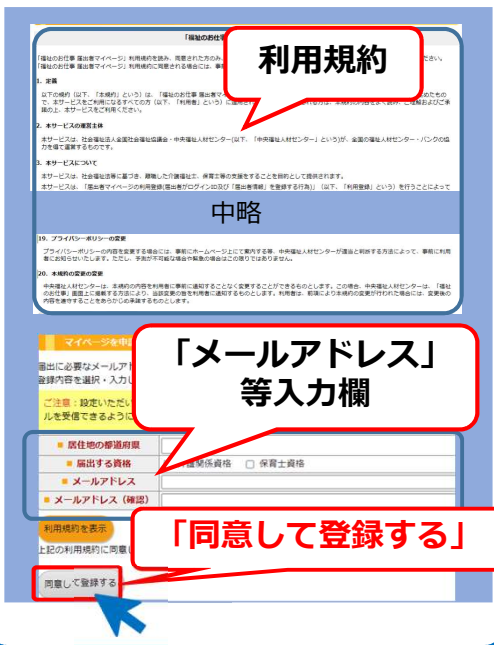 「福祉のお仕事
利用規約
「福祉のお仕事 届出者マイページ」利用規約を読み、同意された方のみ、
ださい。
「福祉のお仕事 届出者マイページ」利用規約に同意される場合には、事前
1. 定義
以下の規約(以下、「本規約」という)は、「福祉のお仕事 届出者マイページ」
で、本サービスをご利用になるすべての方(以下、「利用者」という)に適用
諾の上、本サービスをご利用ください。
2. 本サービスの運営主体
本サービスは、社会福祉法人全国社会福祉協議会・中央福祉人材センター(以下、「中央福祉人材センター」という)が、全国の福祉人材センター・バンクの協
力を得て運営するものです。
3. 本サービスについて
本サービスは、社会福祉法等に基づき、離職した介護福祉士、保育士等の支援をすることを目的として提供されます。
本サービスは、「届出者マイページの利用登録(届出者がログインID及び「届出者情報」を登録する行為)」(以下、「利用登録」という)を行うことによって
中略
19. プライバシーポリシーの変更
プライバシーポリシーの内容を変更する場合には、事前にホームページ上にて案内する等、中央福祉人材センターが適当と判断する方法によって、事前に利用
者にお知らせいたします。ただし、予測が不可能な場合や緊急の場合はこの限りではありません。
20. 本規約の変更の変更
中央福祉人材センターは、本規約の内容を利用者に事前に通知することなく変更することができるものとします。この場合、中央福祉人材センターは、「福祉
のお仕事」画面上に掲載する方法により、当該変更の旨を利用者に通知するものとします。利用者は、前項により本規約の変更が行われた場合には、変更後の
内容を遵守することをあらかじめ承諾するものとします。
マイページを申
届出に必要なメールアド
登録内容を選択・入力し
「メールアドレス」
等入力欄
ご注意：設定いただい
ルを受信できるように
居住地の都道府県
届出する資格
護関係資格 保育士資格
メールアドレス
メールアドレス（確認）
利用規約を表示
上記の利用規約に同意し
「同意して登録する」
同意して登録する